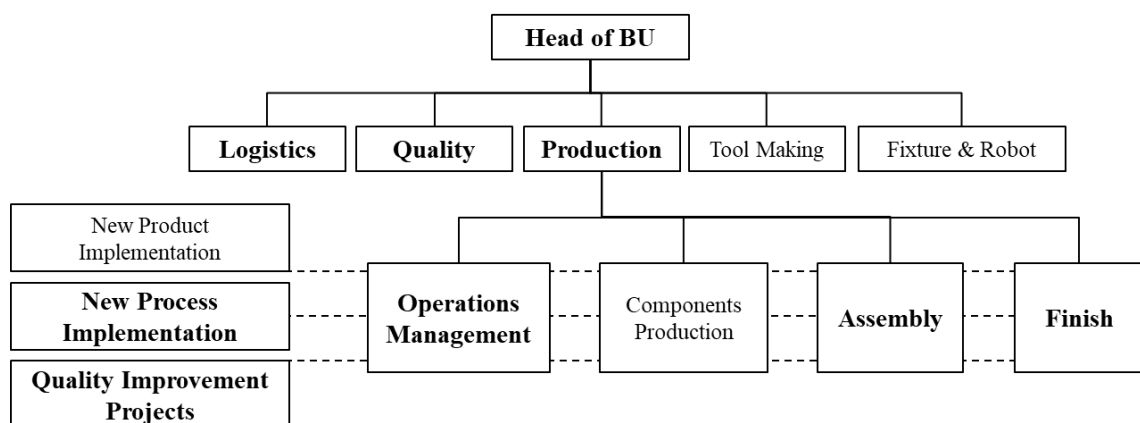 Head of BU
Logistics
Quality
Production
Tool Making
Fixture & Robot
New Product
Implementation
New Process
Implementation
Quality Improvement
Projects
Operations
Management
Components
Production
Assembly
Finish